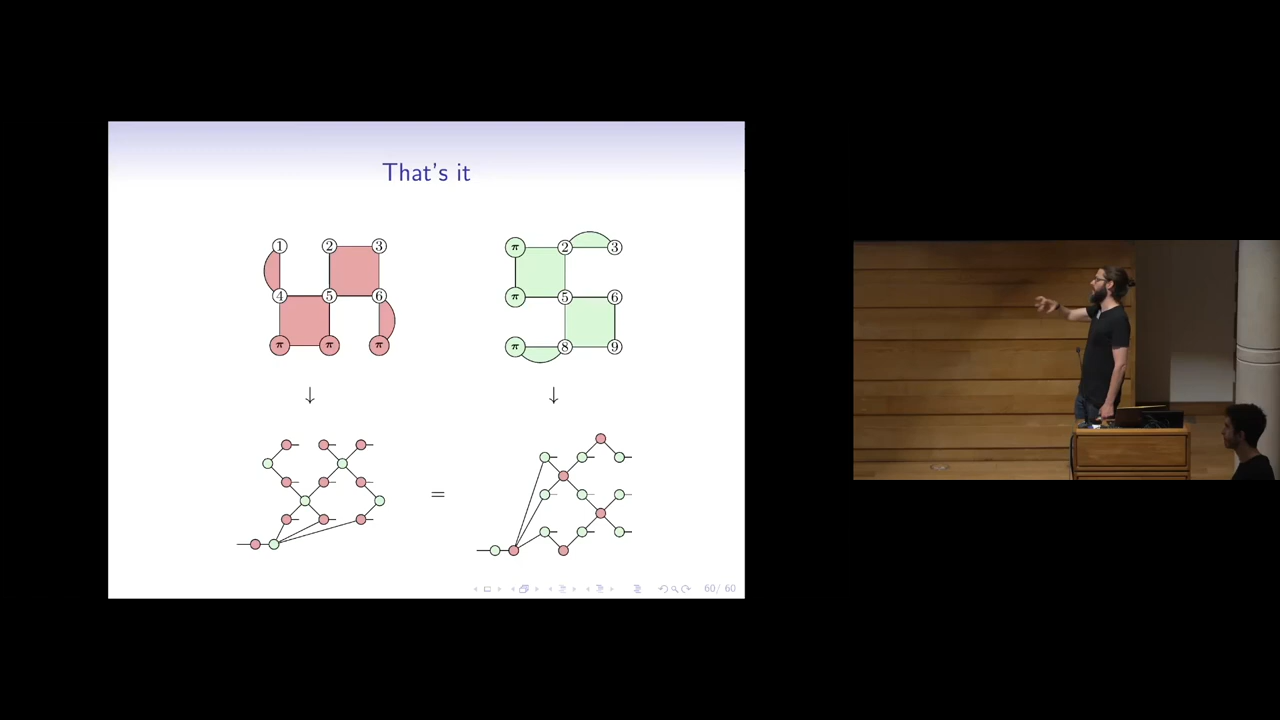 That's it
1 2 3 π 2 3
4 5 6 π 5 6
π π π π 8 9
↓ ↓
=
60/60